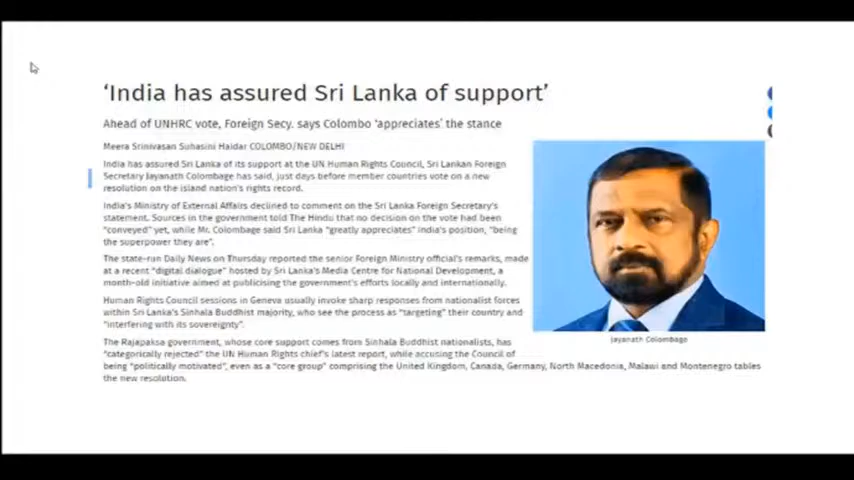 ‘India has assured Sri Lanka of support’
Ahead of UNHRC vote, Foreign Secy. says Colombo ‘appreciates’ the stance
Meera Srinivasan Suhasini Haidar COLOMBO/NEW DELHI
India has assured Sri Lanka of its support at the UN Human Rights Council, Sri Lankan Foreign
Secretary Jayanath Colombage has said, just days before member countries vote on a new
resolution on the island nation's rights record.
India's Ministry of External Affairs declined to comment on the Sri Lanka Foreign Secretary's
statement. Sources in the government told The Hindu that no decision on the vote had been
“conveyed” yet, while Mr. Colombage said Sri Lanka “greatly appreciates” India's position, “being
the superpower they are”.
The state-run Daily News on Thursday reported the senior Foreign Ministry official's remarks, made
at a recent “digital dialogue” hosted by Sri Lanka's Media Centre for National Development, a
month-old initiative aimed at publicising the government's efforts locally and internationally.
Human Rights Council sessions in Geneva usually invoke sharp responses from nationalist forces
within Sri Lanka's Sinhala Buddhist majority, who see the process as “targeting” their country and
“interfering with its sovereignty”.
The Rajapaksa government, whose core support comes from Sinhala Buddhist nationalists, has
“categorically rejected” the UN Human Rights chief's latest report, while accusing the Council of
being “politically motivated”, even as a “core group” comprising the United Kingdom, Canada, Germany, North Macedonia, Malawi and Montenegro tables
the new resolution.
Jayanath Colombage